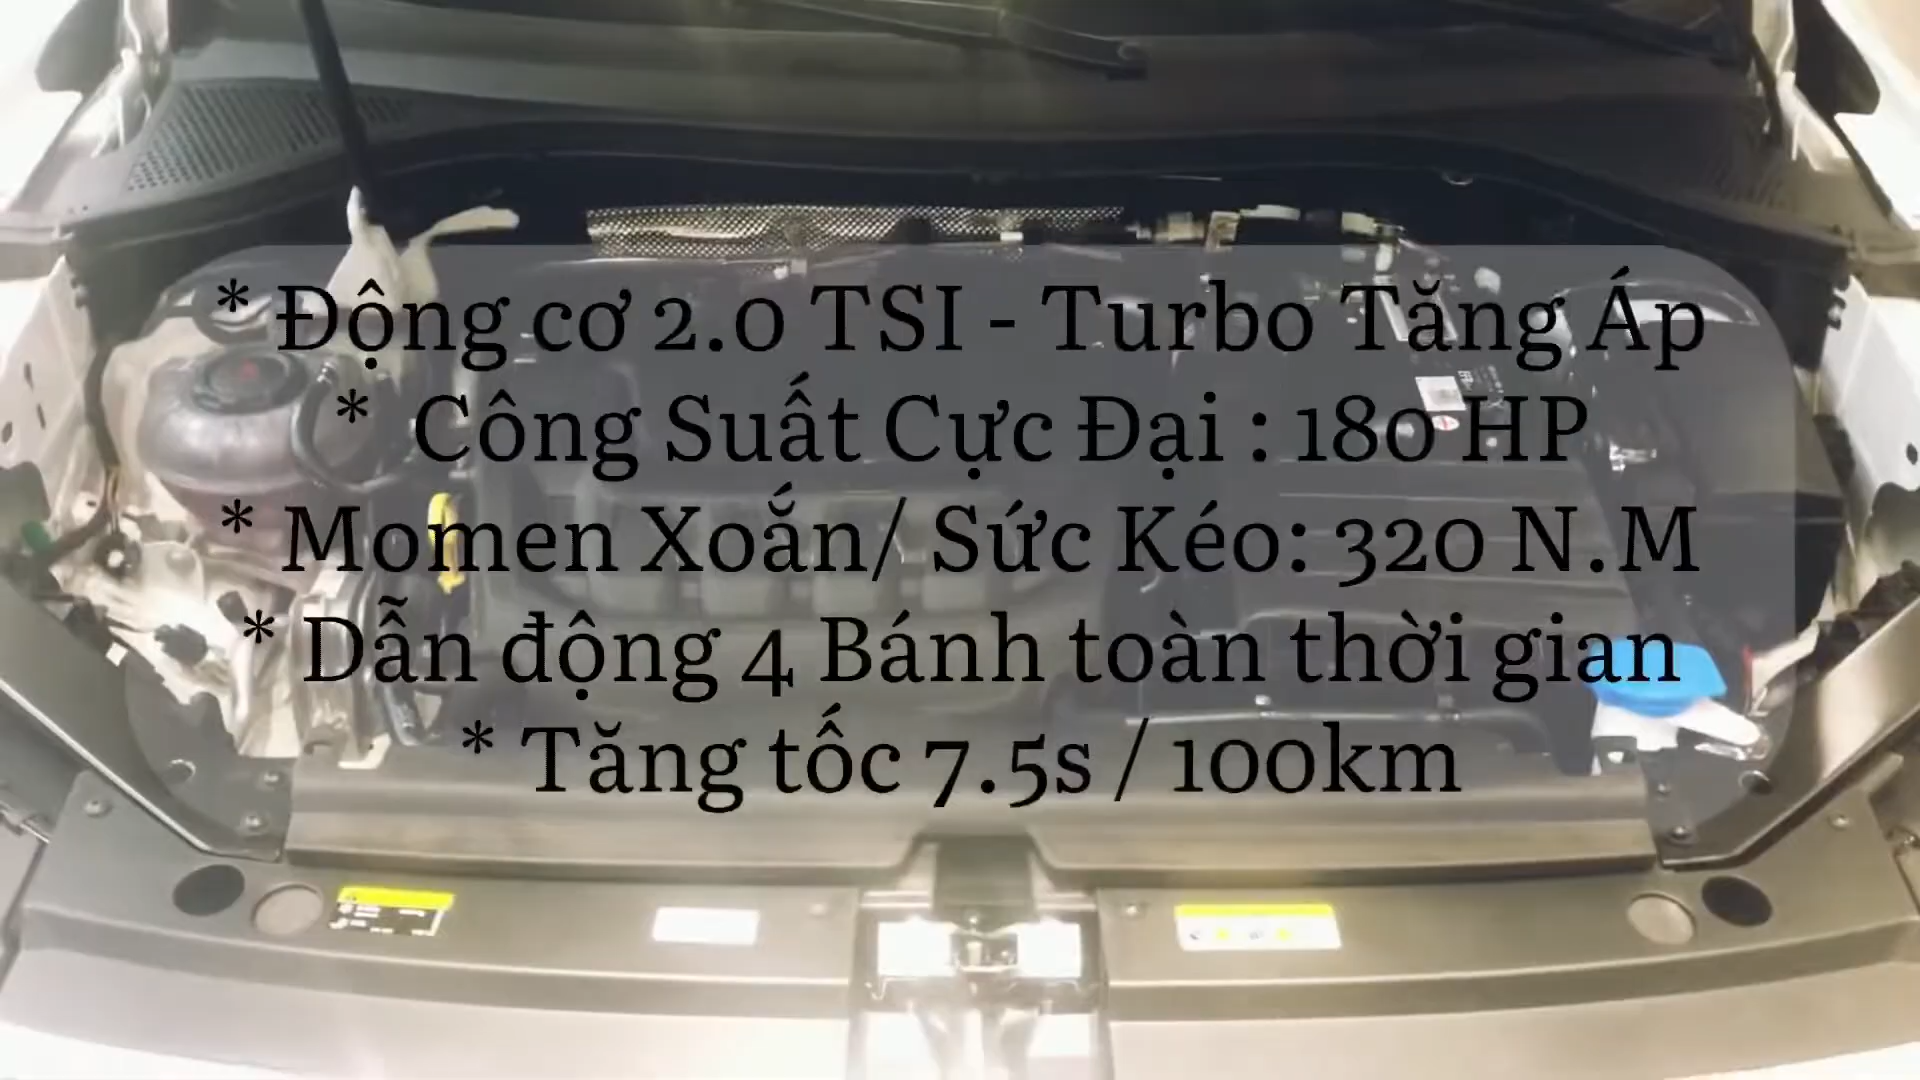 * Động cơ 2.0 TSI - Turbo Tăng Áp
* Công Suất Cực Đại : 180 HP
* Momen Xoắn/ Sức Kéo: 320 N.M
* Dẫn động 4 Bánh toàn thời gian
* Tăng tốc 7.5s / 100km